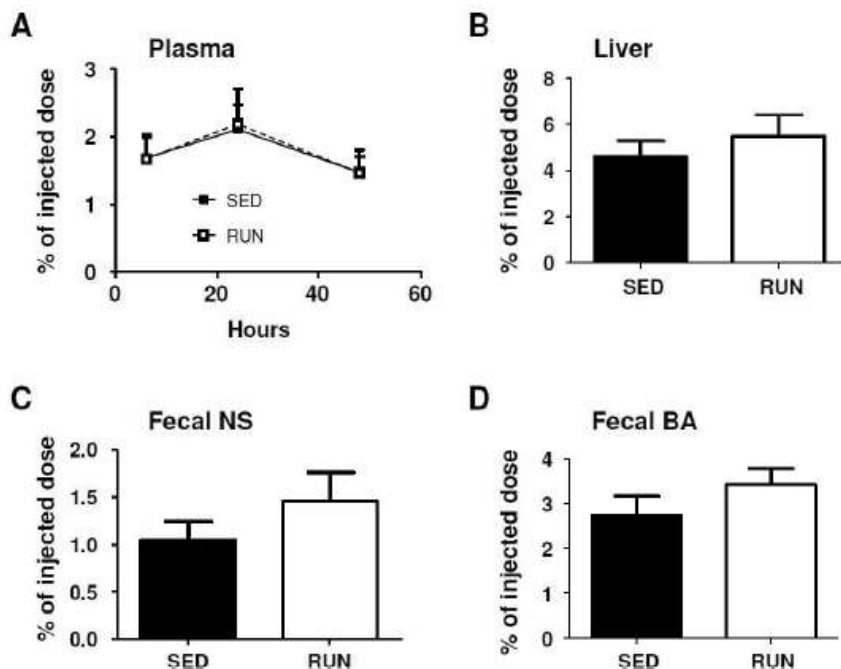 A
Plasma
% of injected dose
3
2
1
0
SED
RUN
0 20 40 60
Hours
B
Liver
% of injected dose
8
6
4
2
0
SED RUN
C
Fecal NS
% of injected dose
2.0
1.5
1.0
0.5
0.0
SED RUN
D
Fecal BA
% of injected dose
4
3
2
1
0
SED RUN